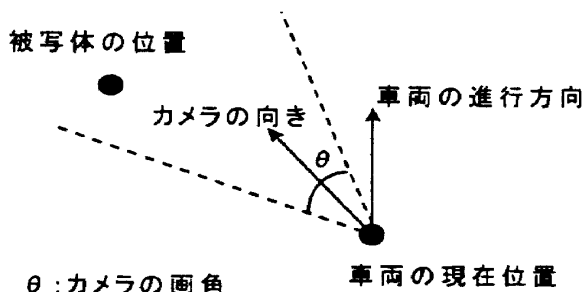 被写体の位置
車両の進行方向
カメラの向き
θ
θ:カメラの画角
車両の現在位置